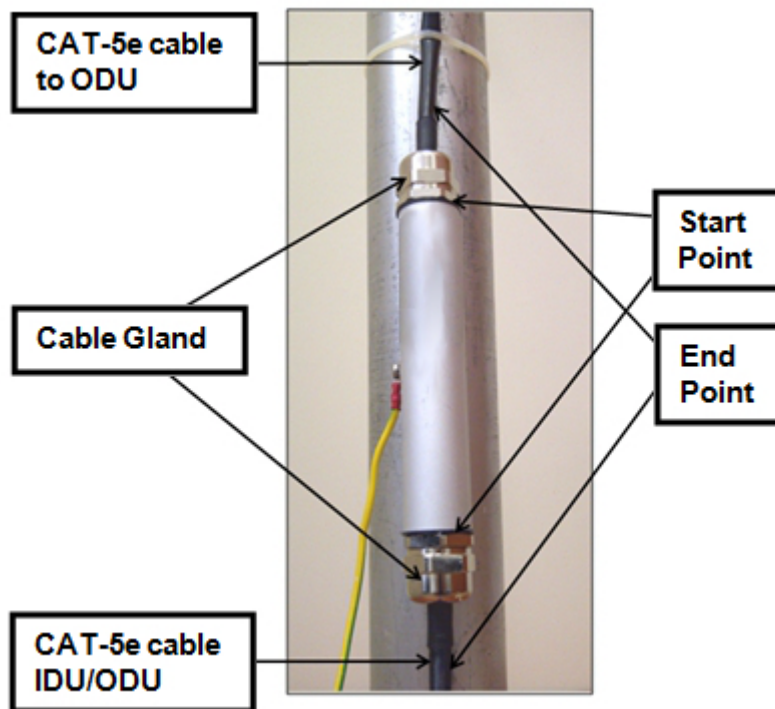 CAT-5e cable
to ODU
Start
Point
Cable Gland
End
Point
CAT-5e cable
IDU/ODU